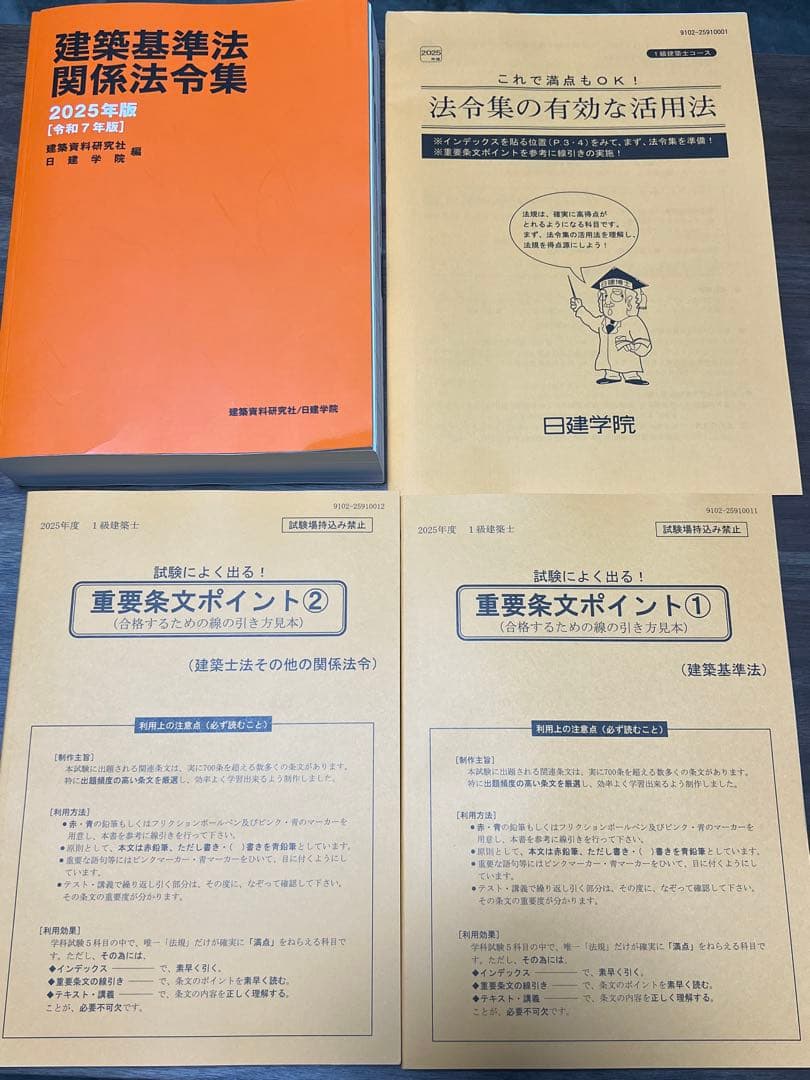 建築基準法
関係法令集
2025年版
[令和7年版]
建築資料研究社
日建学院 編
建築資料研究社/日建学院
9102-25910001
2025
年度
1級建築士コース
これで満点もOK!
法令集の有効な活用法
※インデックスを貼る位置(P.3・4)をみて、まず、法令集を準備!
※重要条文ポイントを参考に線引きの実施!
法規は、確実に高得点が
とれるようになる科目です。
まず、法令集の活用法を理解し、
法規を得点源にしよう!
日建博士
日建学院
9102-25910012
2025年度 1級建築士
試験場持込み禁止
試験によく出る!
重要条文ポイント②
(合格するための線の引き方見本)
(建築士法その他の関係法令)
利用上の注意点(必ず読むこと)
[制作主旨]
本試験に出題される関連条文は、実に700条を超える数多くの条文があります。
特に出題頻度の高い条文を厳選し、効率よく学習出来るよう制作しました。
[利用方法]
●赤・青の鉛筆もしくはフリクションボールペン及びピンク・青のマーカーを
用意し、本書を参考に線引きを行って下さい。
●原則として、本文は赤鉛筆、ただし書き・( )書きを青鉛筆としています。
●重要な語句等にはピンクマーカー・青マーカーをひいて、目に付くようにし
ています。
●テスト・講義で繰り返し引く部分は、その度に、なぞって確認して下さい。
その条文の重要度が分かります。
[利用効果]
学科試験5科目の中で、唯一「法規」だけが確実に「満点」をねらえる科目で
す。ただし、その為には、
◆インデックス ――― で、素早く引く。
◆重要条文の線引き ―― で、条文のポイントを素早く読む。
◆テキスト・講義 ――― で、条文の内容を正しく理解する。
ことが、必要不可欠です。
9102-25910011
2025年度 1級建築士
試験場持込み禁止
試験によく出る!
重要条文ポイント①
(合格するための線の引き方見本)
(建築基準法)
利用上の注意点(必ず読むこと)
[制作主旨]
本試験に出題される関連条文は、実に700条を超える数多くの条文があります。
特に出題頻度の高い条文を厳選し、効率よく学習出来るよう制作しました。
[利用方法]
●赤・青の鉛筆もしくはフリクションボールペン及びピンク・青のマーカーを
用意し、本書を参考に線引きを行って下さい。
●原則として、本文は赤鉛筆、ただし書き・( )書きを青鉛筆としています。
●重要な語句等にはピンクマーカー・青マーカーをひいて、目に付くようにし
ています。
●テスト・講義で繰り返し引く部分は、その度に、なぞって確認して下さい。
その条文の重要度が分かります。
[利用効果]
学科試験5科目の中で、唯一「法規」だけが確実に「満点」をねらえる科目で
す。ただし、その為には、
◆インデックス ――― で、素早く引く。
◆重要条文の線引き ―― で、条文のポイントを素早く読む。
◆テキスト・講義 ――― で、条文の内容を正しく理解する。
ことが、必要不可欠です。